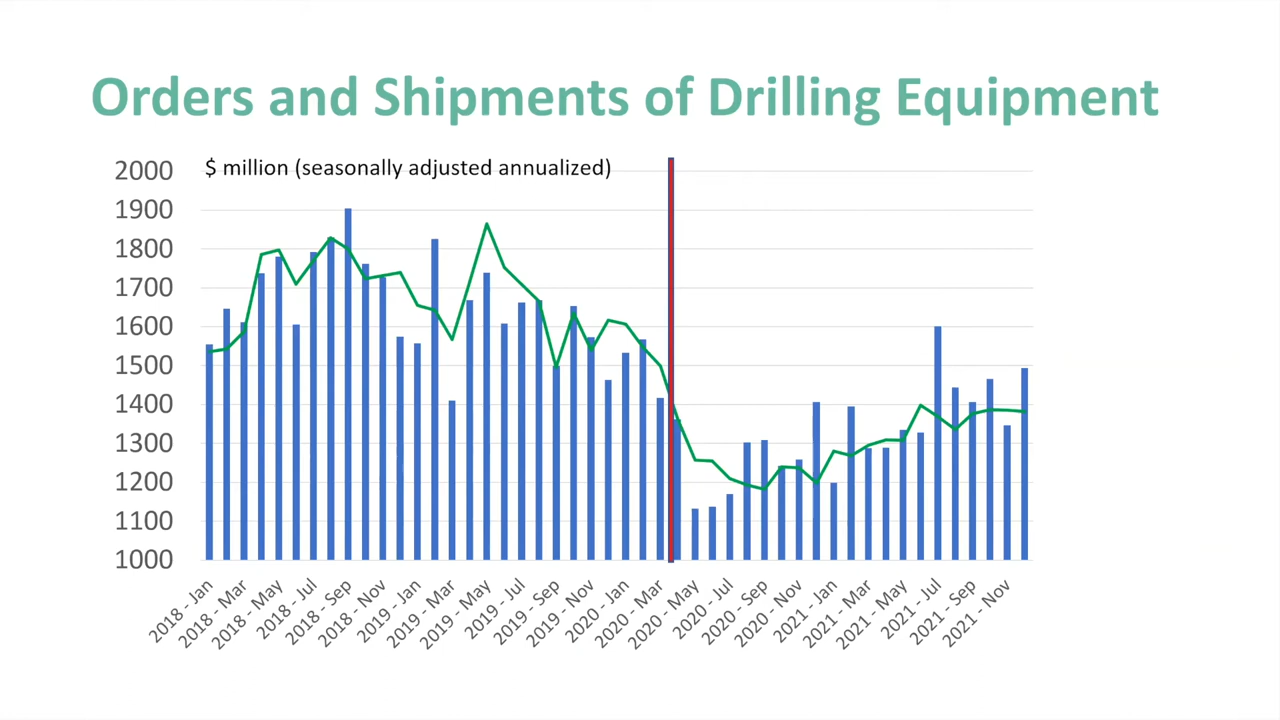 Orders and Shipments of Drilling Equipment
$ million (seasonally adjusted annualized)
2000
1900
1800
1700
1600
1500
1400
1300
1200
1100
1000
2018 - Jan
2018 - Mar
2018 - May
2018 - Jul
2018 - Sep
2018 - Nov
2019 - Jan
2019 - Mar
2019 - May
2019 - Jul
2019 - Sep
2019 - Nov
2020 - Jan
2020 - Mar
2020 - May
2020 - Jul
2020 - Sep
2020 - Nov
2021 - Jan
2021 - Mar
2021 - May
2021 - Jul
2021 - Sep
2021 - Nov